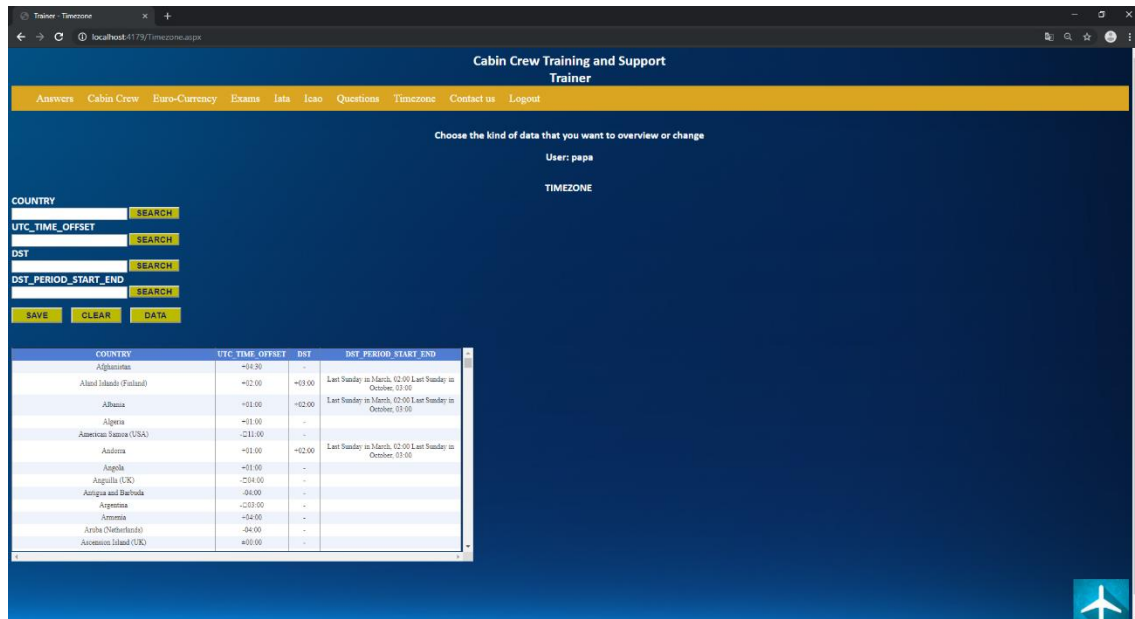 Trainer - Timezone
localhost:4179/Timezone.aspx
Cabin Crew Training and Support
Trainer
Answers Cabin Crew Euro-Currency Exams Iata Icao Questions Timezone Contact us Logout
Choose the kind of data that you want to overview or change
User: papa
TIMEZONE
COUNTRY
SEARCH
UTC_TIME_OFFSET
SEARCH
DST
SEARCH
DST_PERIOD_START_END
SEARCH
SAVE CLEAR DATA
COUNTRY UTC_TIME_OFFSET DST DST_PERIOD_START_END
Afghanistan +04:30 -
Aland Islands (Finland) +02:00 +03:00 Last Sunday in March, 02:00 Last Sunday in
October, 03:00
Albania +01:00 +02:00 Last Sunday in March, 02:00 Last Sunday in
October, 03:00
Algeria +01:00 -
American Samoa (USA) -□11:00 -
Andorra +01:00 +02:00 Last Sunday in March, 02:00 Last Sunday in
October, 03:00
Angola +01:00 -
Anguilla (UK) -□04:00 -
Antigua and Barbuda -04:00 -
Argentina -□03:00 -
Armenia +04:00 -
Aruba (Netherlands) -04:00 -
Ascension Island (UK) ±00:00 -